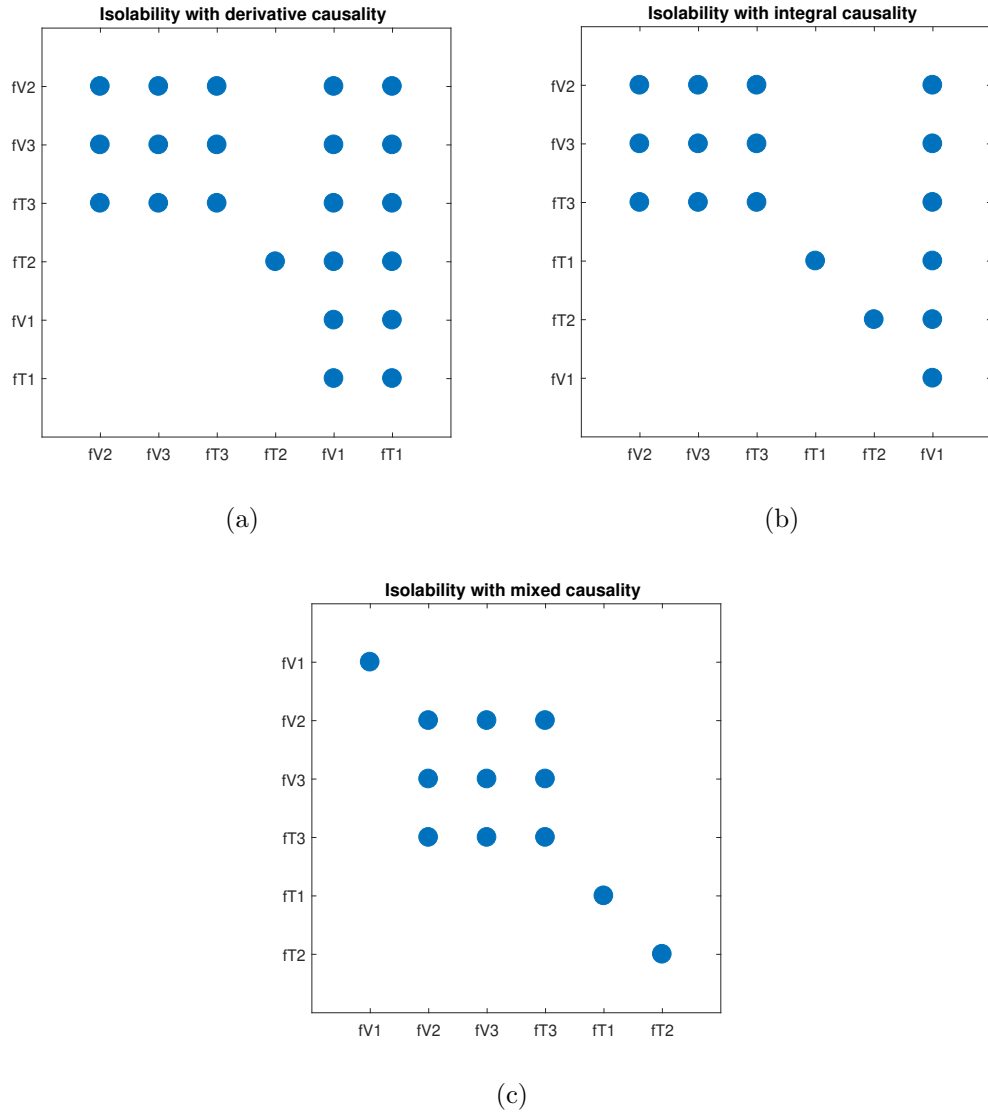 Isolability with derivative causality
fV2
fV3
fT3
fT2
fV1
fT1
fV2 fV3 fT3 fT2 fV1 fT1
(a)
Isolability with integral causality
fV2
fV3
fT3
fT1
fT2
fV1
fV2 fV3 fT3 fT1 fT2 fV1
(b)
Isolability with mixed causality
fV1
fV2
fV3
fT3
fT1
fT2
fV1 fV2 fV3 fT3 fT1 fT2
(c)